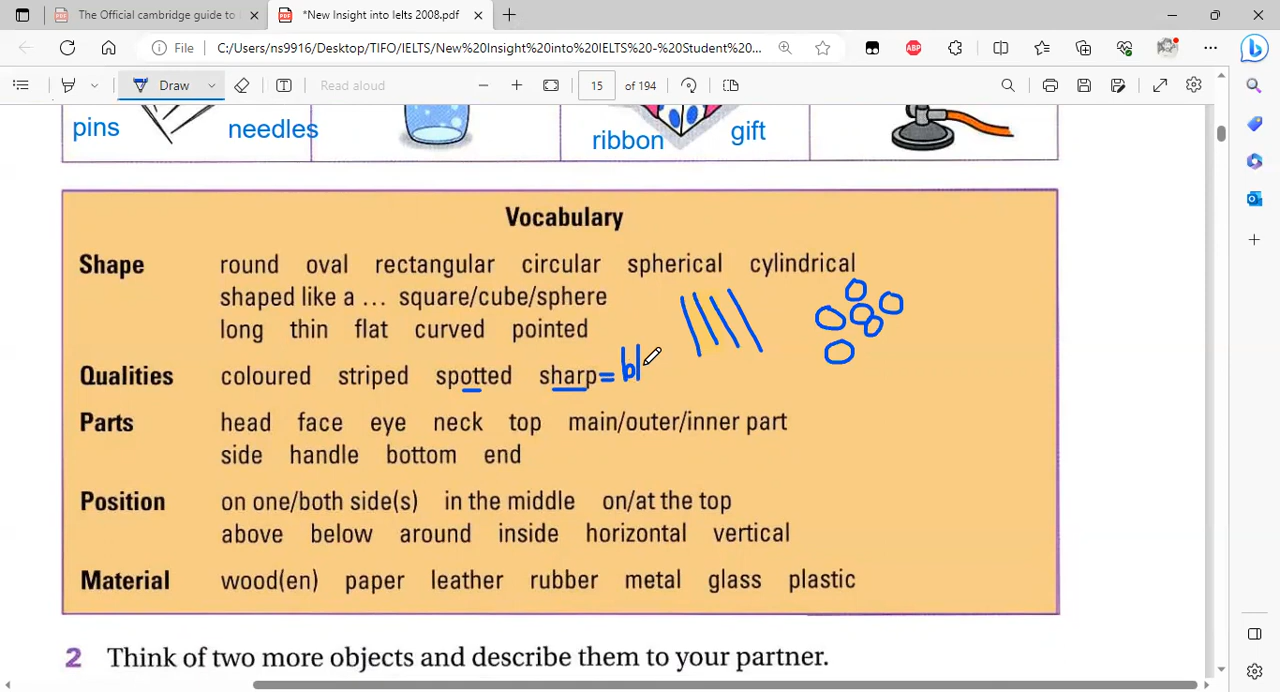 The Official cambridge guide to
*New Insight into Ielts 2008.pdf
File C:/Users/ns9916/Desktop/TIFO/IELTS/New%20Insight%20into%20IELTS%20-%20Student%20...
ABP
Draw Read aloud 15 of 194
pins needles ribbon gift
Vocabulary
Shape round oval rectangular circular spherical cylindrical
shaped like a ... square/cube/sphere
long thin flat curved pointed
Qualities coloured striped spotted sharp = bl
Parts head face eye neck top main/outer/inner part
side handle bottom end
Position on one/both side(s) in the middle on/at the top
above below around inside horizontal vertical
Material wood(en) paper leather rubber metal glass plastic
2 Think of two more objects and describe them to your partner.